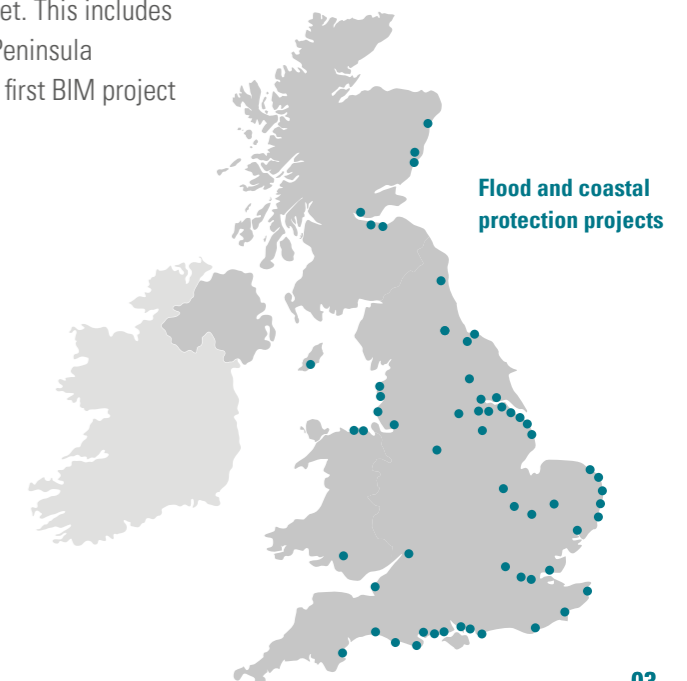 et. This includes
Peninsula
first BIM project
Flood and coastal
protection projects
03